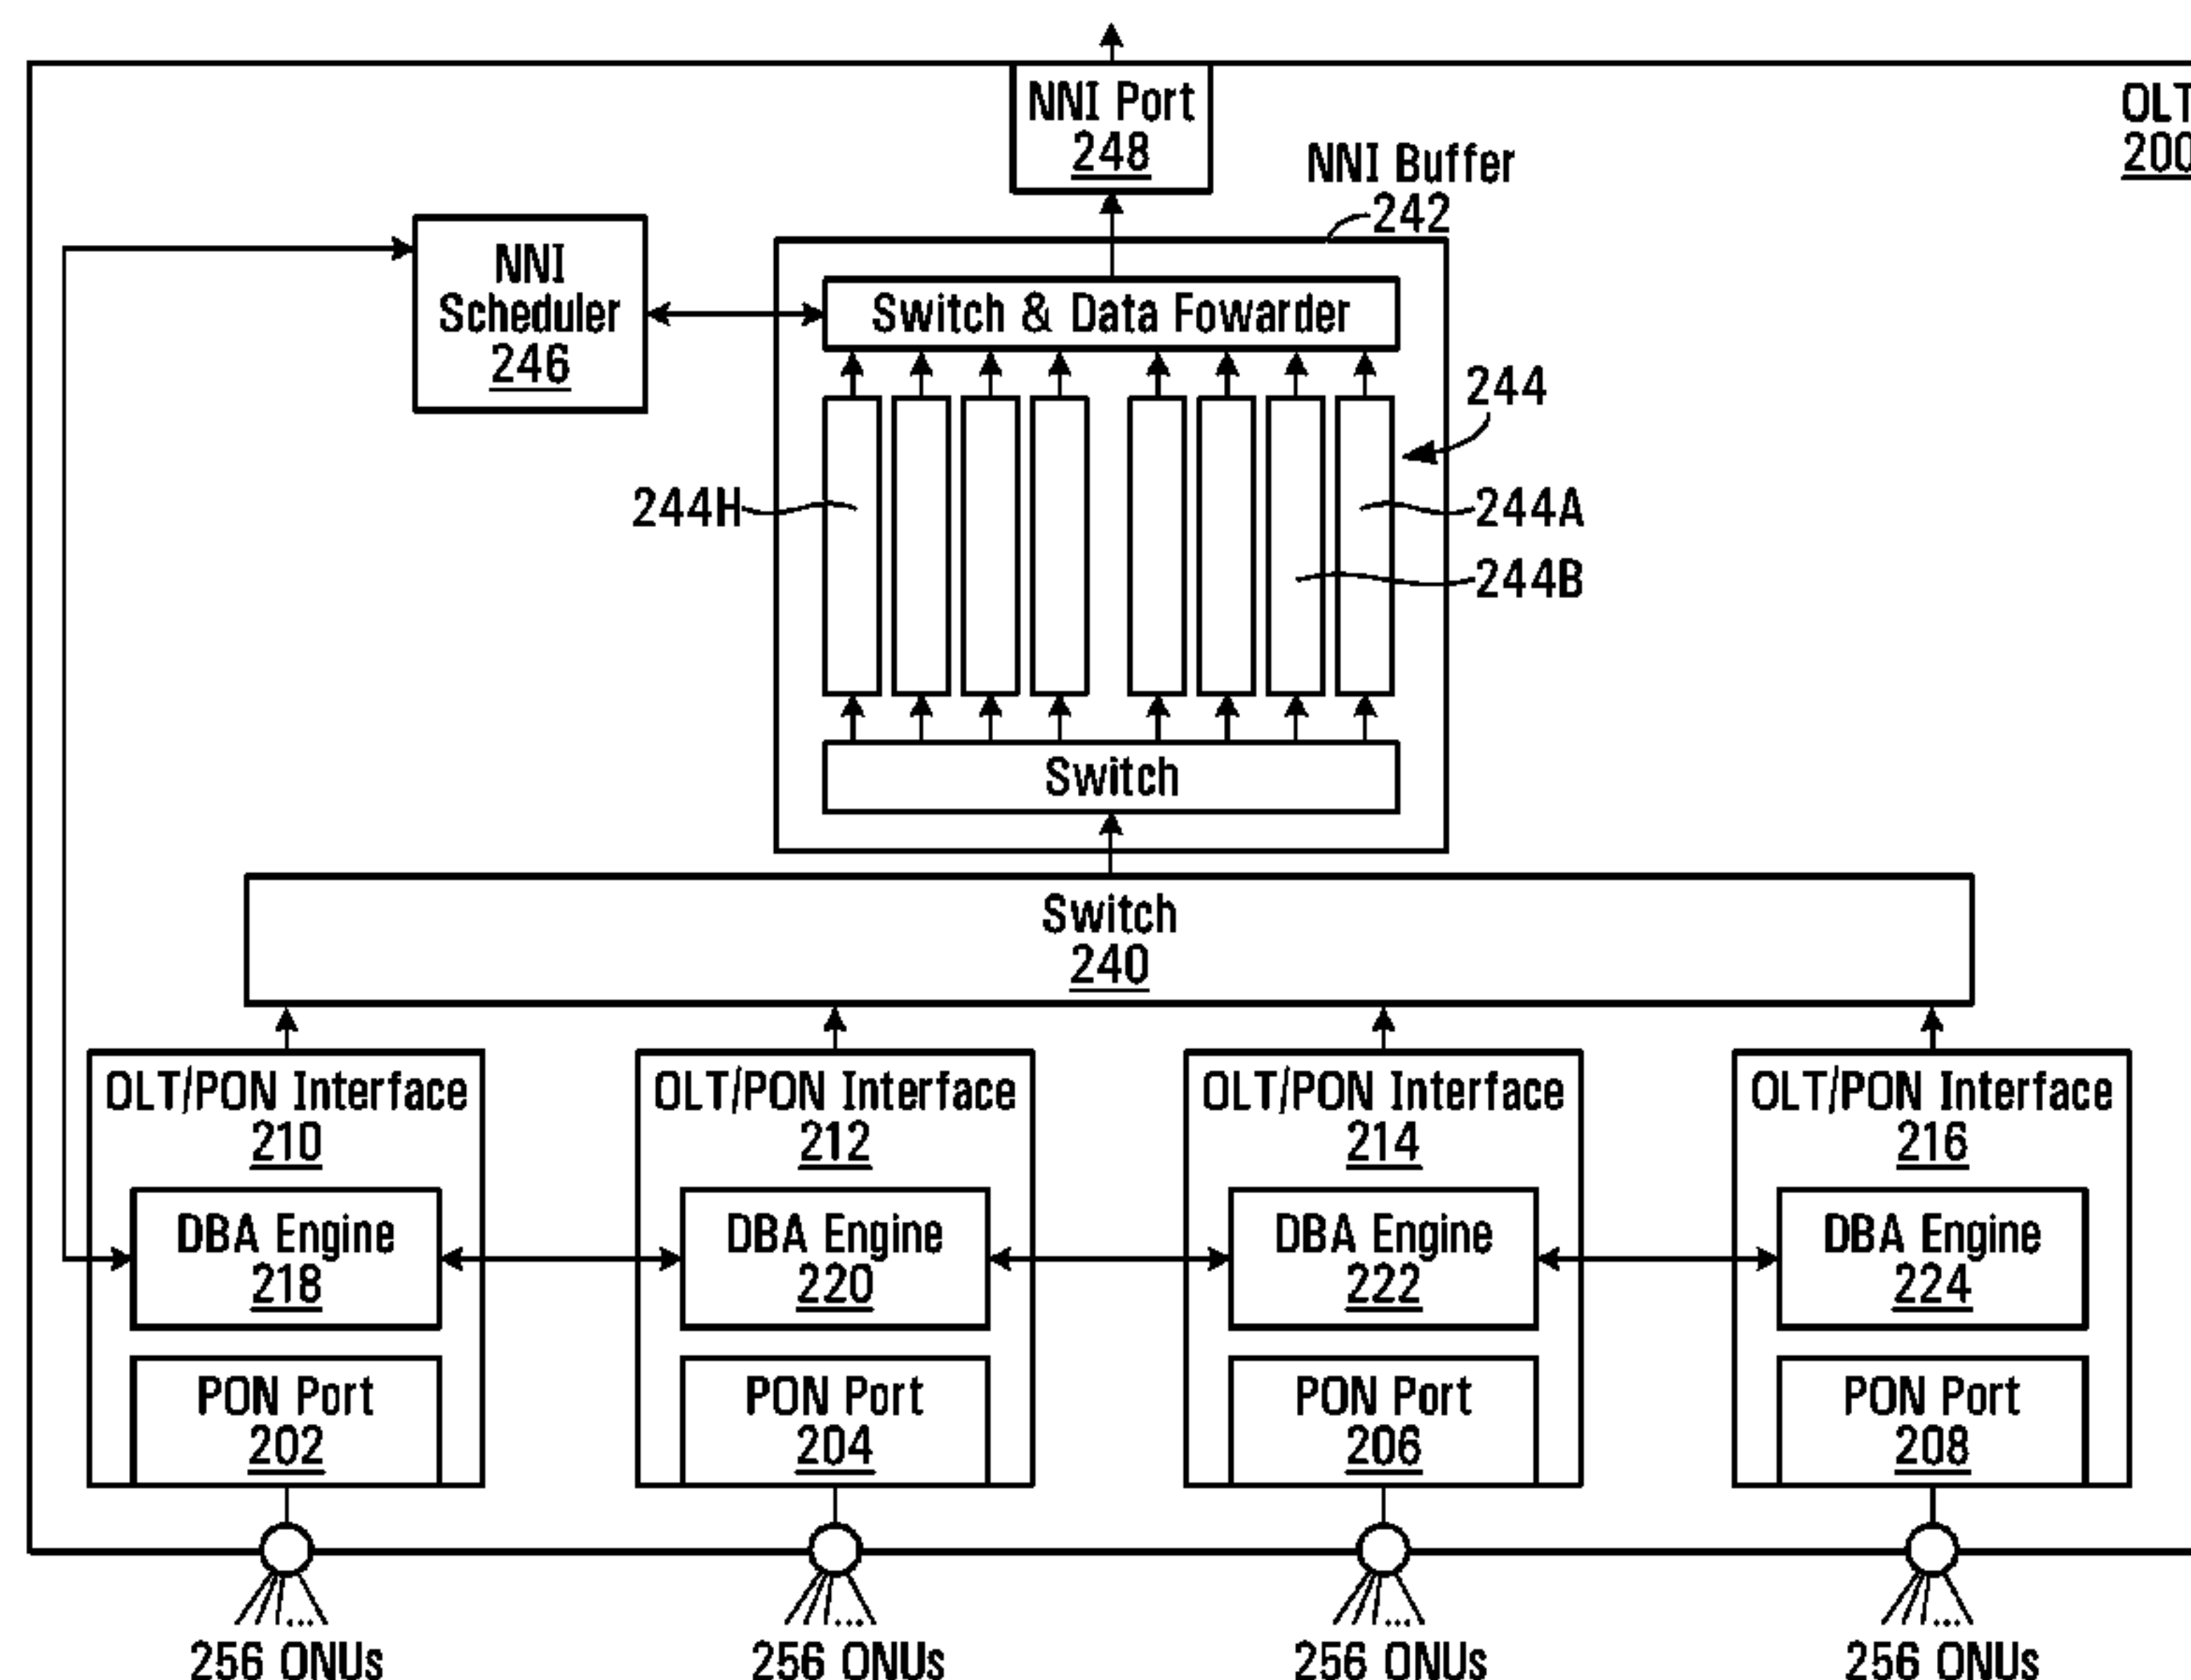 NNI Port
248
OLT
200
NNI Buffer
242
NNI
Scheduler
246
Switch & Data Fowarder
244
244H
244A
244B
Switch
Switch
240
OLT/PON Interface
210
DBA Engine
218
PON Port
202
OLT/PON Interface
212
DBA Engine
220
PON Port
204
OLT/PON Interface
214
DBA Engine
222
PON Port
206
OLT/PON Interface
216
DBA Engine
224
PON Port
208
...
...
...
...
256 ONUs
256 ONUs
256 ONUs
256 ONUs